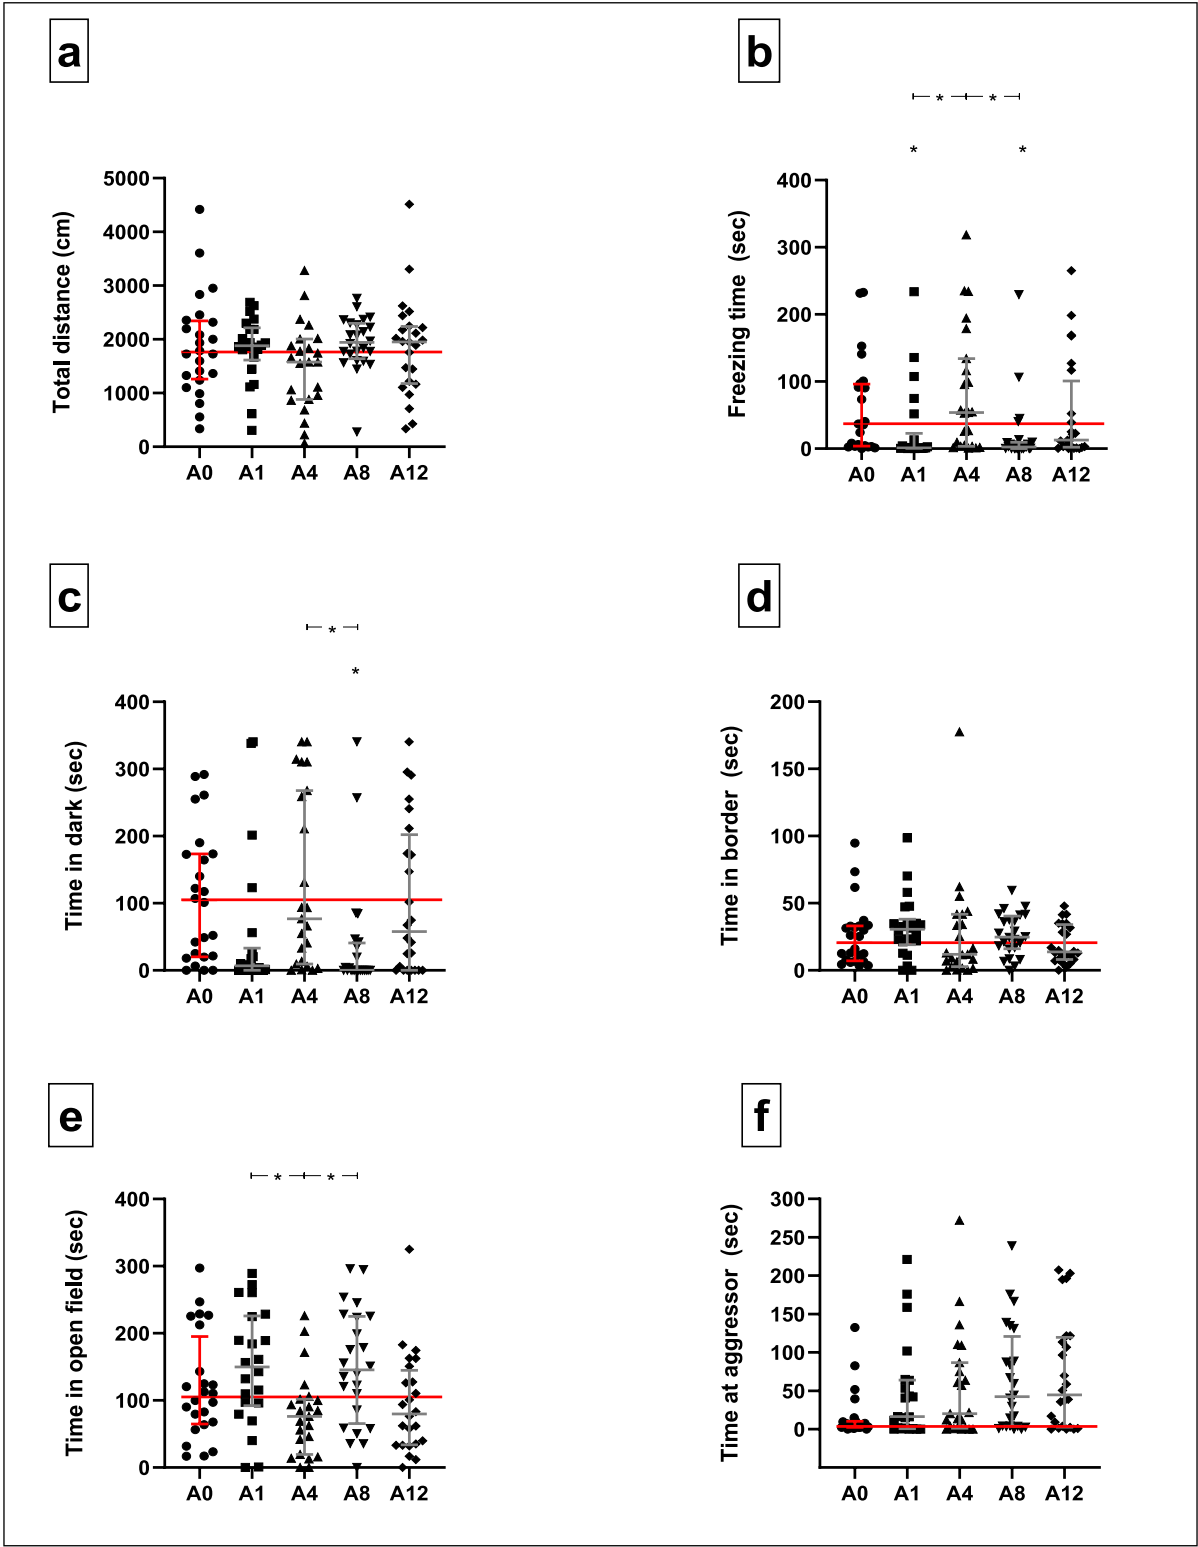 a
5000
4000
3000
2000
1000
0
Total distance (cm)
A0 A1 A4 A8 A12
b
* *
* *
400
300
200
100
0
Freezing time (sec)
A0 A1 A4 A8 A12
c
*
*
400
300
200
100
0
Time in dark (sec)
A0 A1 A4 A8 A12
d
200
150
100
50
0
Time in border (sec)
A0 A1 A4 A8 A12
e
* *
400
300
200
100
0
Time in open field (sec)
A0 A1 A4 A8 A12
f
300
250
200
150
100
50
0
Time at aggressor (sec)
A0 A1 A4 A8 A12